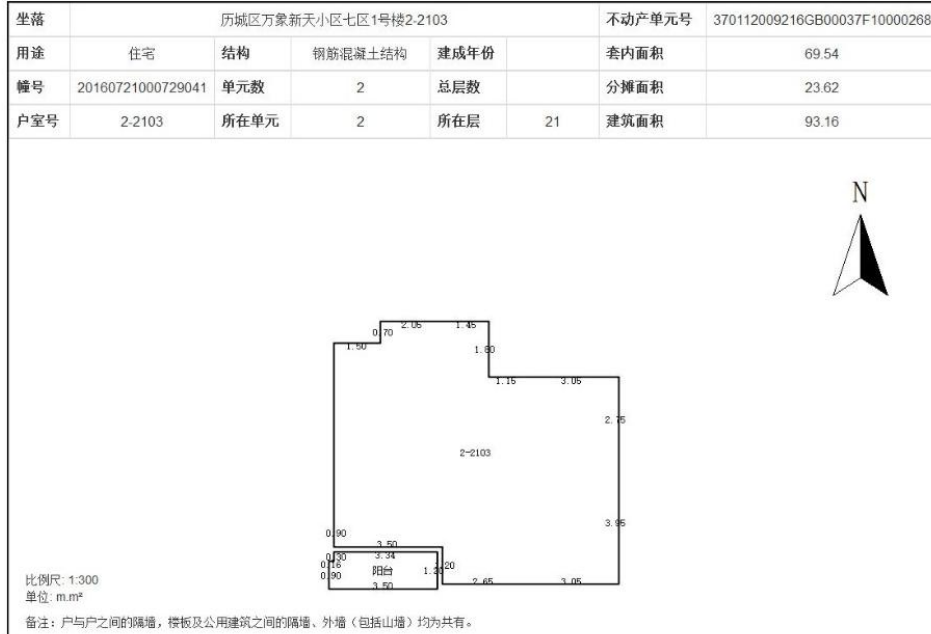 坐落 历城区万象新天小区七区1号楼2-2103 不动产单元号 370112009216GB00037F10000268
用途 住宅 结构 钢筋混凝土结构 建成年份 套内面积 69.54
幢号 20160721000729041 单元数 2 总层数 分摊面积 23.62
户室号 2-2103 所在单元 2 所在层 21 建筑面积 93.16
N
2.05 1.45
0.70
1.50 1.60
1.15 3.05
2.75
2-2103
3.95
0.90
3.50
0.30 3.34
0.16 阳台 1.20
0.90
3.50 2.65 3.05
比例尺: 1:300
单位: m.m²
备注：户与户之间的隔墙，楼板及公用建筑之间的隔墙、外墙（包括山墙）均为共有。